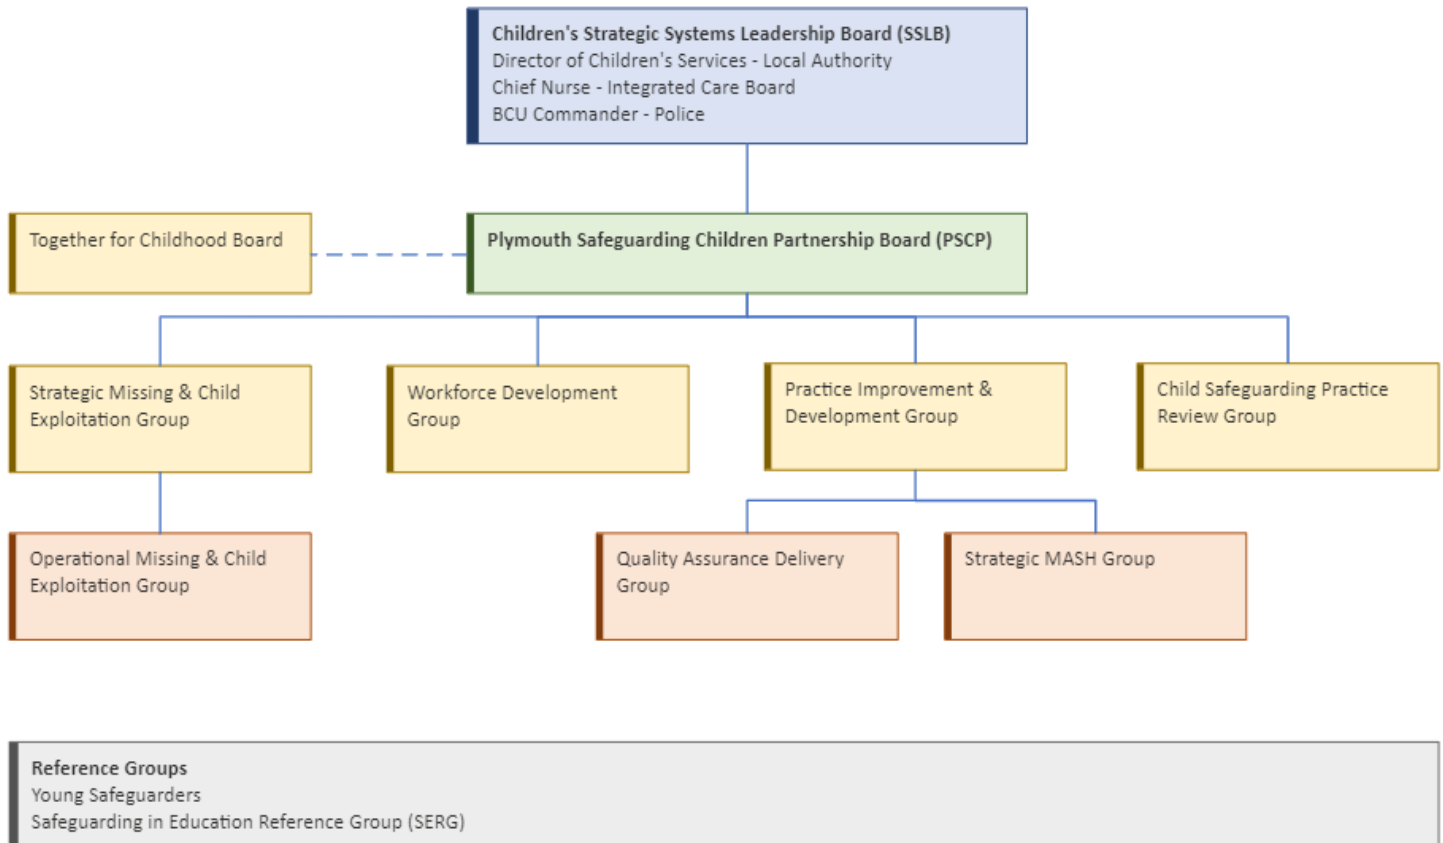 Children's Strategic Systems Leadership Board (SSLB)
Director of Children's Services - Local Authority
Chief Nurse - Integrated Care Board
BCU Commander - Police
Together for Childhood Board
Plymouth Safeguarding Children Partnership Board (PSCP)
Strategic Missing & Child
Exploitation Group
Workforce Development
Group
Practice Improvement &
Development Group
Child Safeguarding Practice
Review Group
Operational Missing & Child
Exploitation Group
Quality Assurance Delivery
Group
Strategic MASH Group
Reference Groups
Young Safeguarders
Safeguarding in Education Reference Group (SERG)